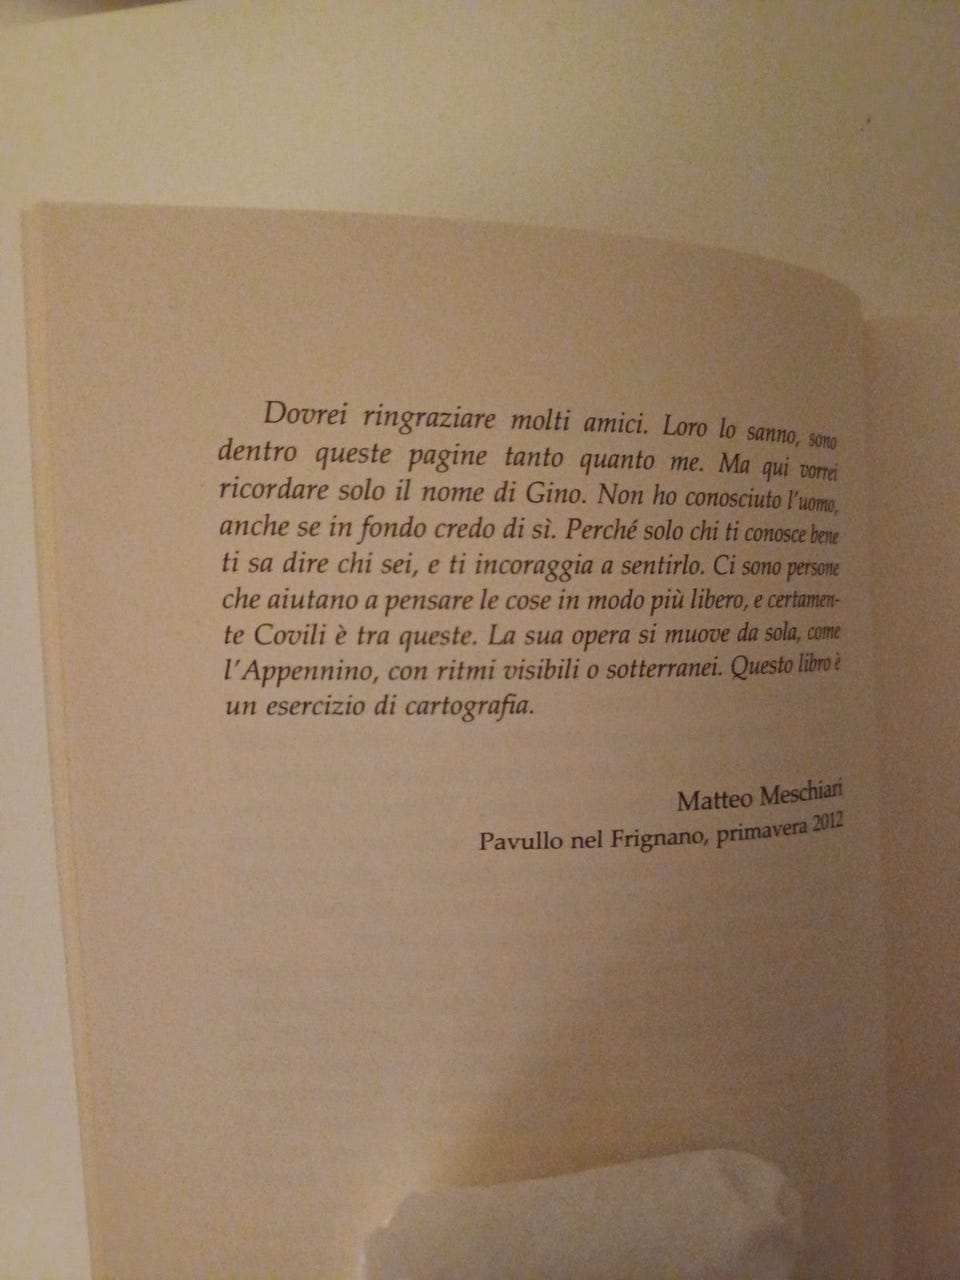 Dovrei ringraziare molti amici. Loro lo sanno, sono
dentro queste pagine tanto quanto me. Ma qui vorrei
ricordare solo il nome di Gino. Non ho conosciuto l'uomo,
anche se in fondo credo di sì. Perché solo chi ti conosce bene
ti sa dire chi sei, e ti incoraggia a sentirlo. Ci sono persone
che aiutano a pensare le cose in modo più libero, e certamen-
te Covili è tra queste. La sua opera si muove da sola, come
l'Appennino, con ritmi visibili o sotterranei. Questo libro è
un esercizio di cartografia.
Matteo Meschiari
Pavullo nel Frignano, primavera 2012